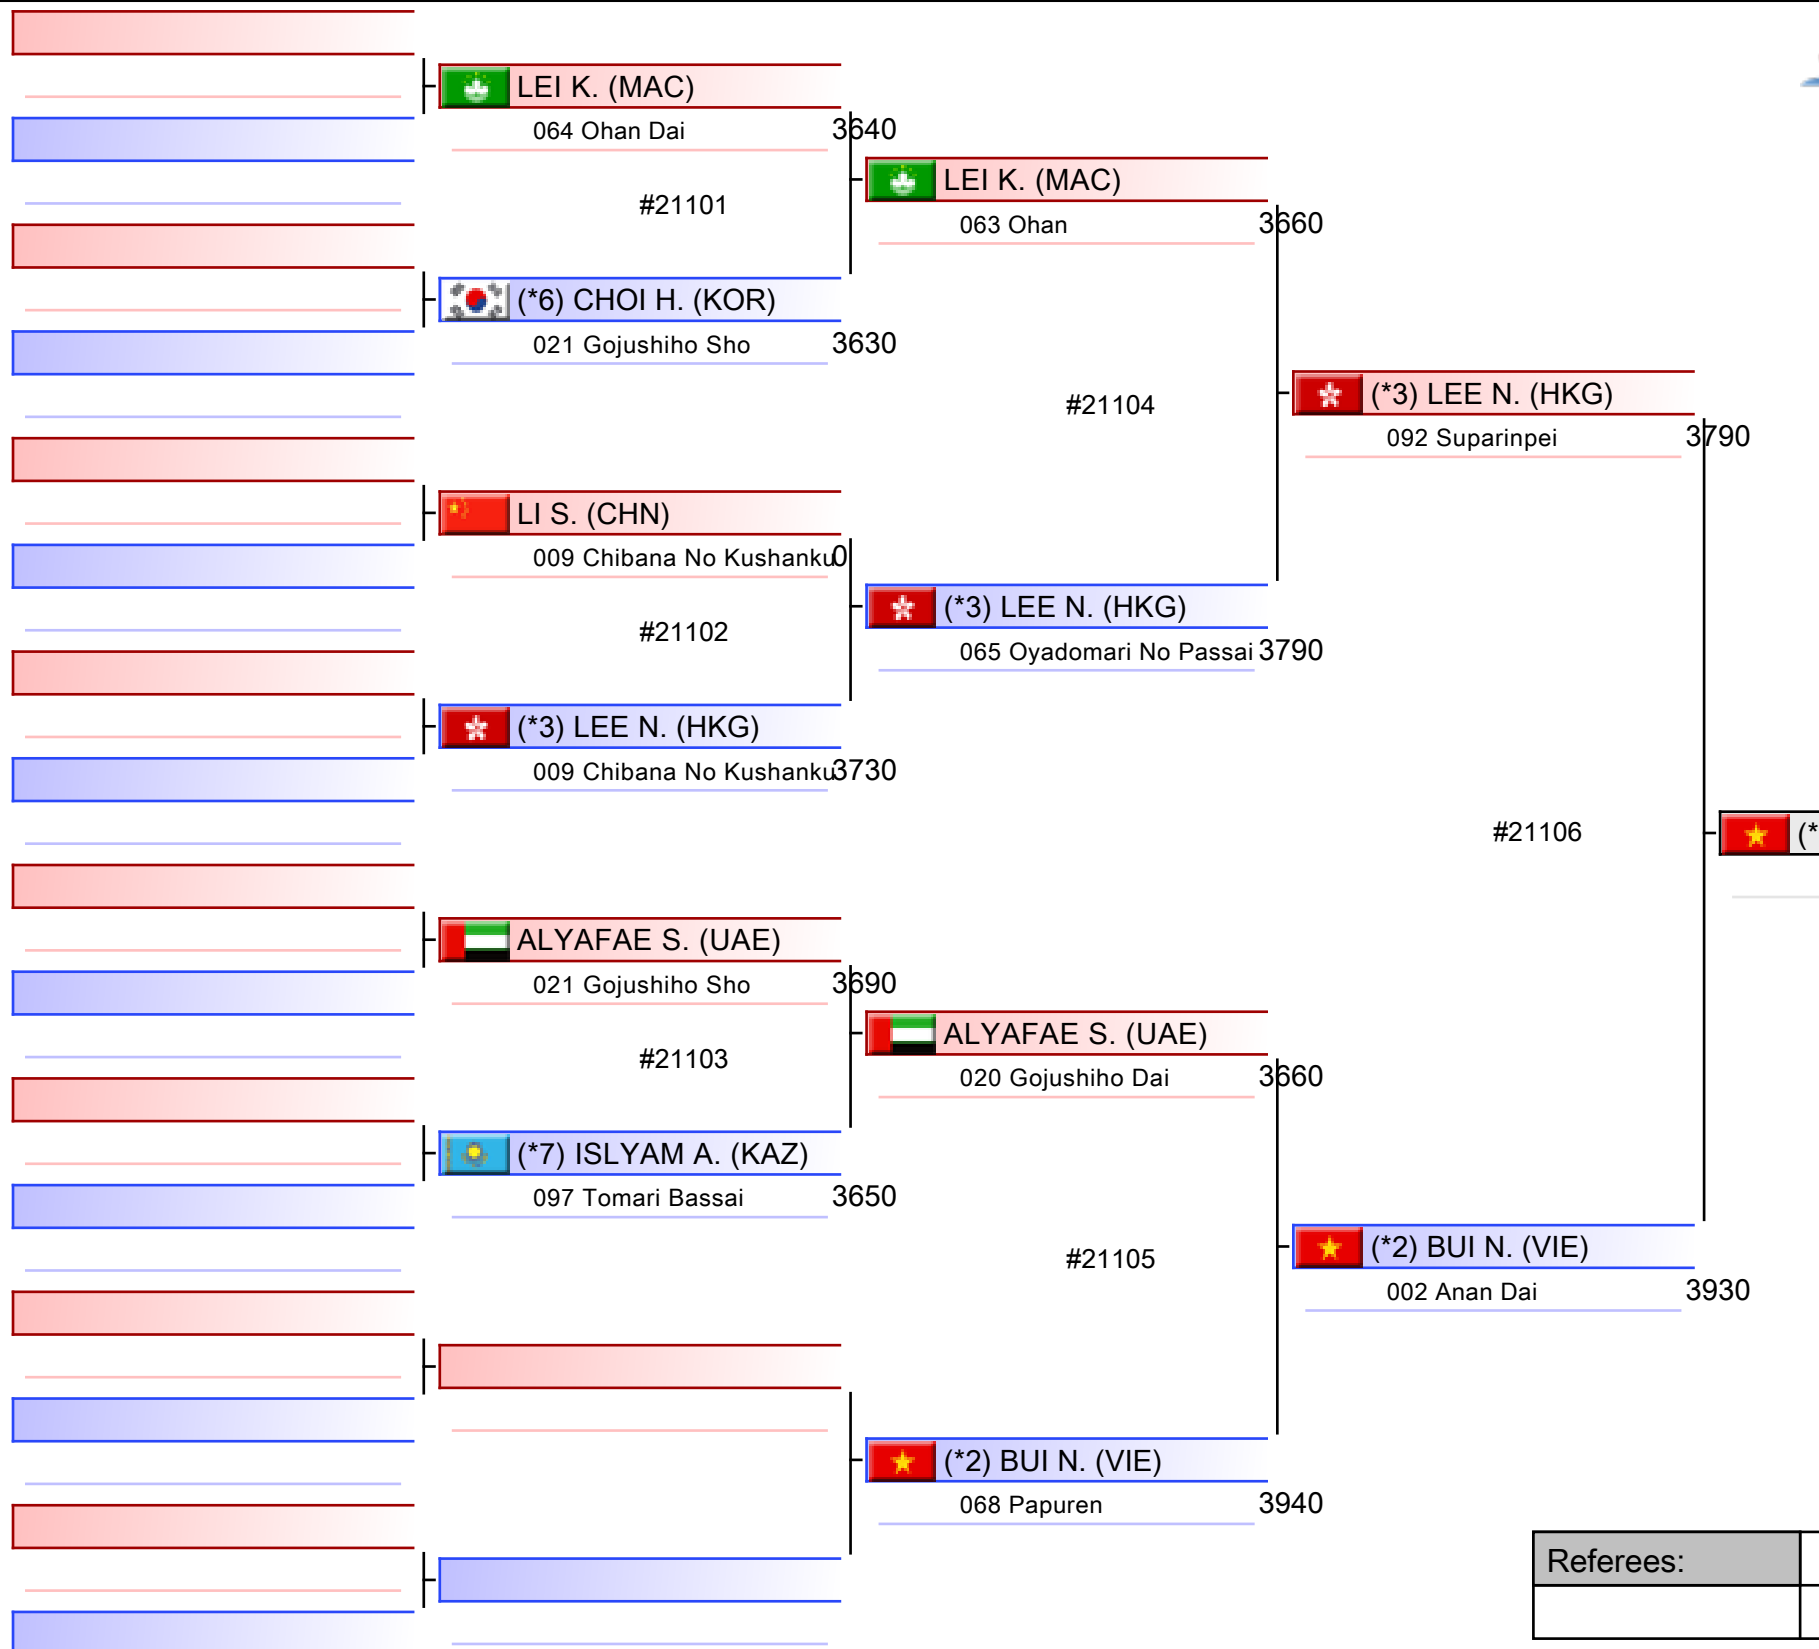 LEI K. (MAC)
064 Ohan Dai 3640
#21101
(*6) CHOI H. (KOR)
021 Gojushiho Sho 3630
LI S. (CHN)
009 Chibana No Kushanku 0
#21102
(*3) LEE N. (HKG)
009 Chibana No Kushanku 3730
ALYAFAE S. (UAE)
021 Gojushiho Sho 3690
#21103
(*7) ISLYAM A. (KAZ)
097 Tomari Bassai 3650
LEI K. (MAC)
063 Ohan 3660
#21104
(*3) LEE N. (HKG)
065 Oyadomari No Passai 3790
ALYAFAE S. (UAE)
020 Gojushiho Dai 3660
#21105
(*2) BUI N. (VIE)
068 Papuren 3940
(*3) LEE N. (HKG)
092 Suparinpei 3790
#21106
(*2) BUI N. (VIE)
002 Anan Dai 3930
(*
Referees: